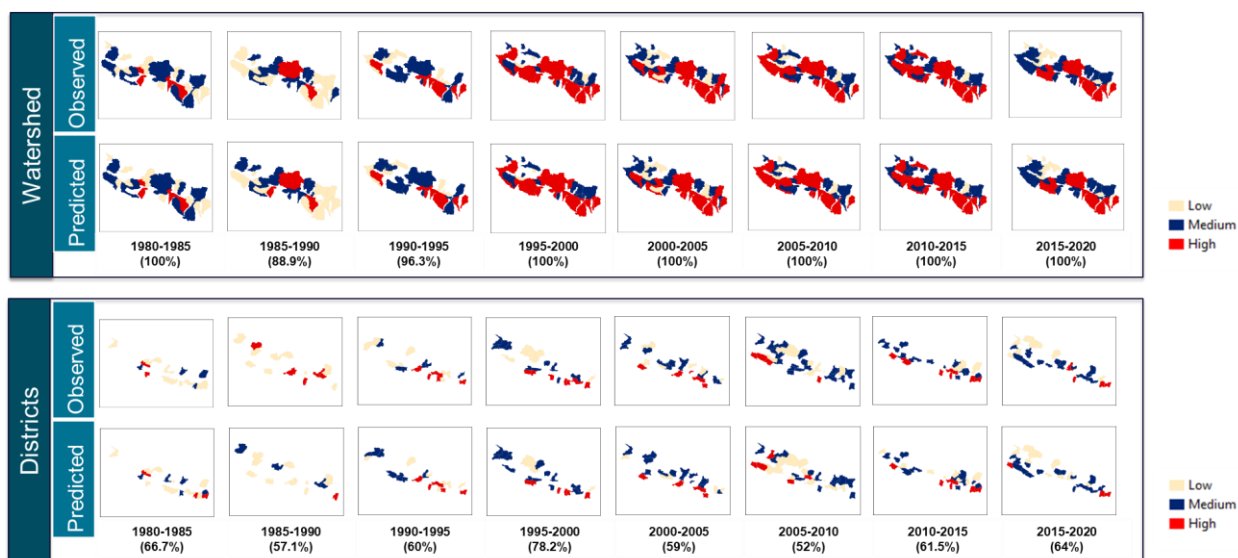 Watershed
Observed
Predicted
1980-1985
(100%)
1985-1990
(88.9%)
1990-1995
(96.3%)
1995-2000
(100%)
2000-2005
(100%)
2005-2010
(100%)
2010-2015
(100%)
2015-2020
(100%)
Low
Medium
High
Districts
Observed
Predicted
1980-1985
(66.7%)
1985-1990
(57.1%)
1990-1995
(60%)
1995-2000
(78.2%)
2000-2005
(59%)
2005-2010
(52%)
2010-2015
(61.5%)
2015-2020
(64%)
Low
Medium
High